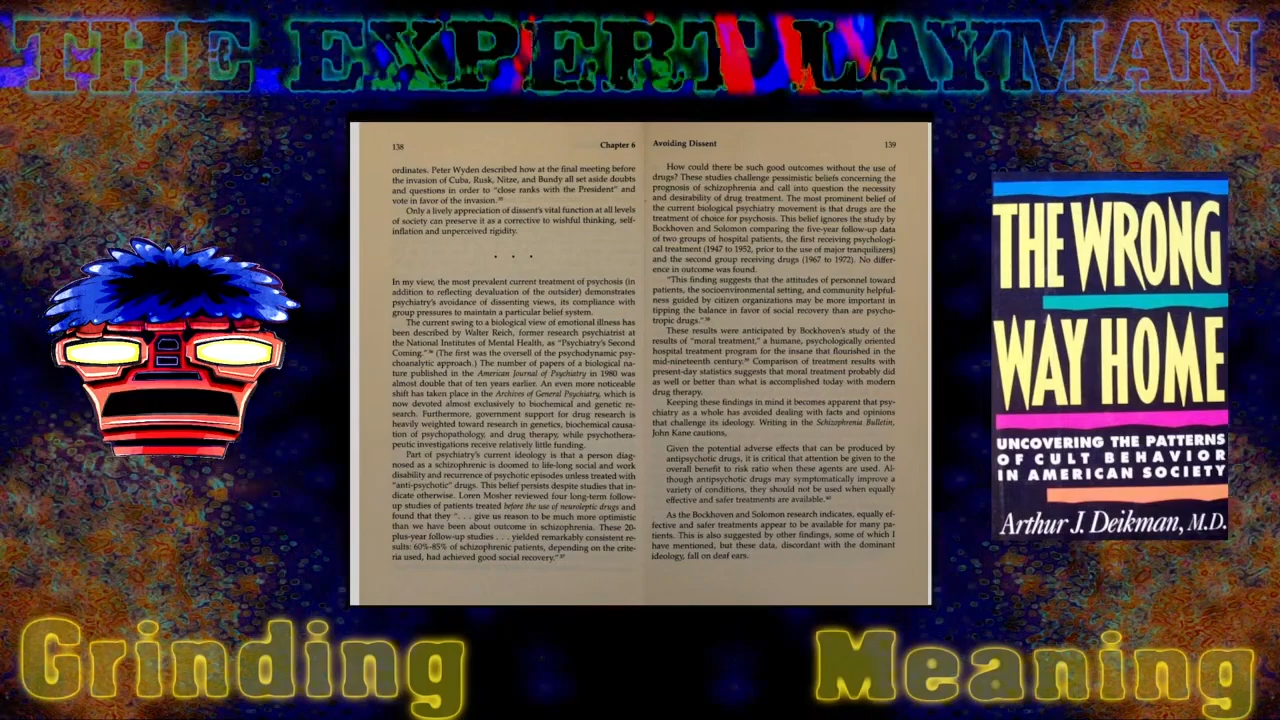 THE EXPERT LAYMAN
138
Chapter 6
ordinates. Peter Wyden described how at the final meeting before
the invasion of Cuba, Rusk, Nitze, and Bundy all set aside doubts
and questions in order to "close ranks with the President" and
vote in favor of the invasion.
Only a lively appreciation of dissent's vital function at all levels
of society can preserve it as a corrective to wishful thinking, self-
inflation and unperceived rigidity.
. . .
In my view, the most prevalent current treatment of psychosis (in
addition to reflecting devaluation of the outsider) demonstrates
psychiatry's avoidance of dissenting views, its compliance with
group pressures to maintain a particular belief system.
The current swing to a biological view of emotional illness has
been described by Walter Reich, former research psychiatrist at
the National Institutes of Mental Health, as "Psychiatry's Second
Coming." (The first was the oversell of the psychodynamic psy-
choanalytic approach.) The number of papers of a biological na-
ture published in the American Journal of Psychiatry in 1980 was
almost double that of ten years earlier. An even more noticeable
shift has taken place in the Archives of General Psychiatry, which is
now devoted almost exclusively to biochemical and genetic re-
search. Furthermore, government support for drug research is
heavily weighted toward research in genetics, biochemical causa-
tion of psychopathology, and drug therapy, while psychothera-
peutic investigations receive relatively little funding.
Part of psychiatry's current ideology is that a person diag-
nosed as a schizophrenic is doomed to life-long social and work
disability and recurrence of psychotic episodes unless treated with
"anti-psychotic" drugs. This belief persists despite studies that in-
dicate otherwise. Loren Mosher reviewed four long-term follow-
up studies of patients treated before the use of neuroleptic drugs and
found that they ". . . give us reason to be much more optimistic
than we have been about outcome in schizophrenia. These 20-
plus-year follow-up studies . . . yielded remarkably consistent re-
sults: 60%-85% of schizophrenic patients, depending on the crite-
ria used, had achieved good social recovery."37
Avoiding Dissent
139
How could there be such good outcomes without the use of
drugs? These studies challenge pessimistic beliefs concerning the
prognosis of schizophrenia and call into question the necessity
and desirability of drug treatment. The most prominent belief of
the current biological psychiatry movement is that drugs are the
treatment of choice for psychosis. This belief ignores the study by
Bockhoven and Solomon comparing the five-year follow-up data
of two groups of hospital patients, the first receiving psychologi-
cal treatment (1947 to 1952, prior to the use of major tranquilizers)
and the second group receiving drugs (1967 to 1972). No differ-
ence in outcome was found.
"This finding suggests that the attitudes of personnel toward
patients, the socioenvironmental setting, and community helpful-
ness guided by citizen organizations may be more important in
tipping the balance in favor of social recovery than are psycho-
tropic drugs."38
These results were anticipated by Bockhoven's study of the
results of "moral treatment," a humane, psychologically oriented
hospital treatment program for the insane that flourished in the
mid-nineteenth century.39 Comparison of treatment results with
present-day statistics suggests that moral treatment probably did
as well or better than what is accomplished today with modern
drug therapy.
Keeping these findings in mind it becomes apparent that psy-
chiatry as a whole has avoided dealing with facts and opinions
that challenge its ideology. Writing in the Schizophrenia Bulletin,
John Kane cautions,
Given the potential adverse effects that can be produced by
antipsychotic drugs, it is critical that attention be given to the
overall benefit to risk ratio when these agents are used. Al-
though antipsychotic drugs may symptomatically improve a
variety of conditions, they should not be used when equally
effective and safer treatments are available.40
As the Bockhoven and Solomon research indicates, equally ef-
fective and safer treatments appear to be available for many pa-
tients. This is also suggested by other findings, some of which I
have mentioned, but these data, discordant with the dominant
ideology, fall on deaf ears.
THE WRONG
WAY HOME
UNCOVERING THE PATTERNS
OF CULT BEHAVIOR
IN AMERICAN SOCIETY
Arthur J. Deikman, M.D.
Grinding
Meaning